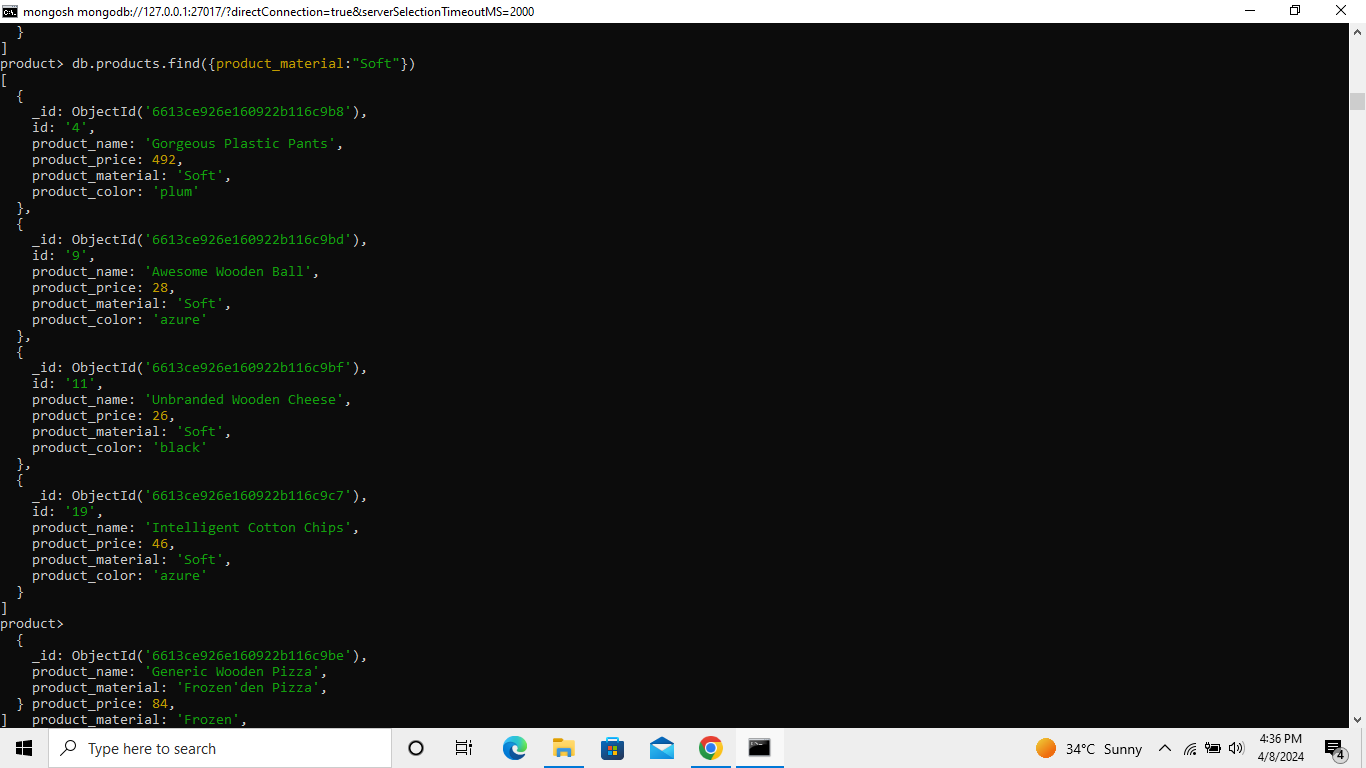 mongosh mongodb://127.0.0.1:27017/?directConnection=true&serverSelectionTimeoutMS=2000
  }
]
product> db.products.find({product_material:"Soft"})
[
  {
    _id: ObjectId('6613ce926e160922b116c9b8'),
    id: '4',
    product_name: 'Gorgeous Plastic Pants',
    product_price: 492,
    product_material: 'Soft',
    product_color: 'plum'
  },
  {
    _id: ObjectId('6613ce926e160922b116c9bd'),
    id: '9',
    product_name: 'Awesome Wooden Ball',
    product_price: 28,
    product_material: 'Soft',
    product_color: 'azure'
  },
  {
    _id: ObjectId('6613ce926e160922b116c9bf'),
    id: '11',
    product_name: 'Unbranded Wooden Cheese',
    product_price: 26,
    product_material: 'Soft',
    product_color: 'black'
  },
  {
    _id: ObjectId('6613ce926e160922b116c9c7'),
    id: '19',
    product_name: 'Intelligent Cotton Chips',
    product_price: 46,
    product_material: 'Soft',
    product_color: 'azure'
  }
]
product>
  {
    _id: ObjectId('6613ce926e160922b116c9be'),
    product_name: 'Generic Wooden Pizza',
    product_material: 'Frozen'den Pizza',
  } product_price: 84,
]   product_material: 'Frozen',
Type here to search
34°C Sunny
4:36 PM
4/8/2024
4